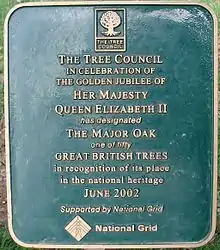 THE TREE
COUNCIL
THE TREE COUNCIL
IN CELEBRATION OF
THE GOLDEN JUBILEE OF
HER MAJESTY
QUEEN ELIZABETH II
has designated
THE MAJOR OAK
one of fifty
GREAT BRITISH TREES
in recognition of its place
in the national heritage
JUNE 2002
Supported by National Grid
National Grid